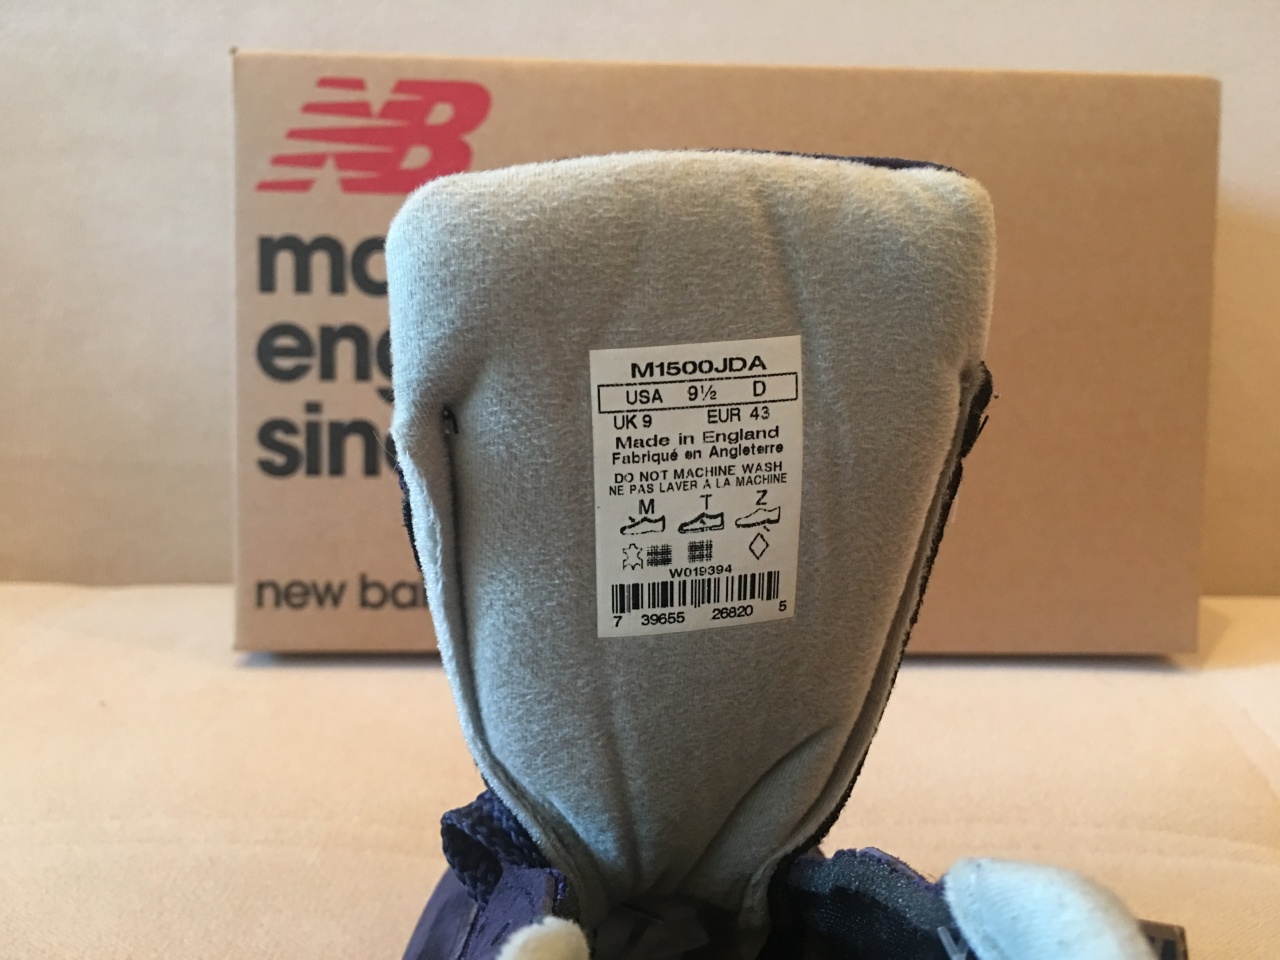 NB
new
M1500JDA
USA 9½ D
UK 9 EUR 43
Made in England
Fabriqué en Angleterre
DO NOT MACHINE WASH
NE PAS LAVER A LA MACHINE
M T Z
W019394
7 39655 26820 5